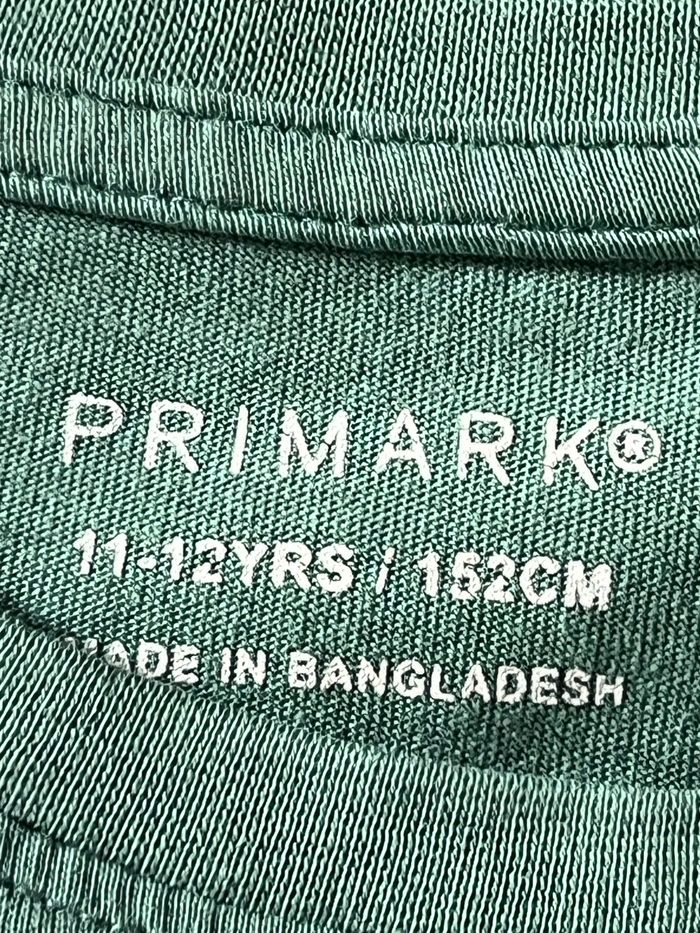 PRIMARK®
11-12YRS / 152CM
MADE IN BANGLADESH